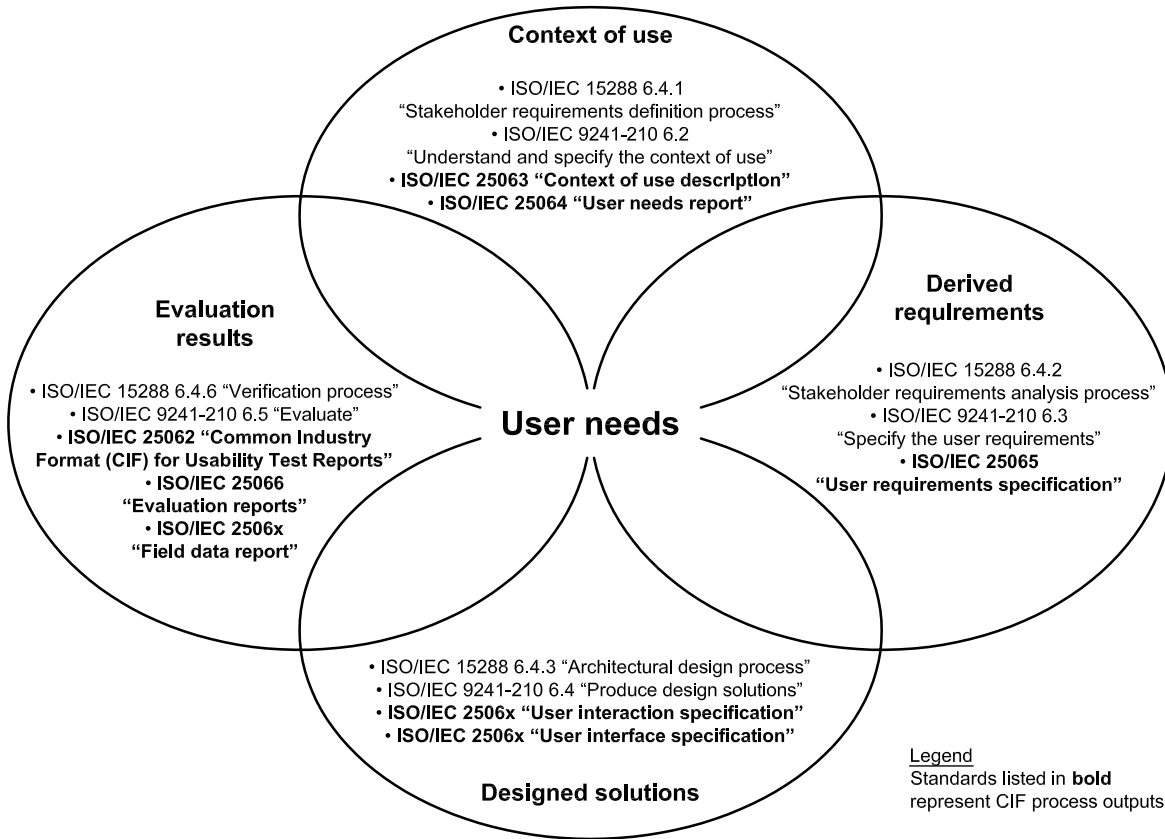 Context of use
• ISO/IEC 15288 6.4.1
“Stakeholder requirements definition process”
• ISO/IEC 9241-210 6.2
“Understand and specify the context of use”
• ISO/IEC 25063 “Context of use description”
• ISO/IEC 25064 “User needs report”
Evaluation
results
• ISO/IEC 15288 6.4.6 “Verification process”
• ISO/IEC 9241-210 6.5 “Evaluate”
• ISO/IEC 25062 “Common Industry
Format (CIF) for Usability Test Reports”
• ISO/IEC 25066
“Evaluation reports”
• ISO/IEC 2506x
“Field data report”
User needs
Derived
requirements
• ISO/IEC 15288 6.4.2
“Stakeholder requirements analysis process”
• ISO/IEC 9241-210 6.3
“Specify the user requirements”
• ISO/IEC 25065
“User requirements specification”
• ISO/IEC 15288 6.4.3 “Architectural design process”
• ISO/IEC 9241-210 6.4 “Produce design solutions”
• ISO/IEC 2506x “User interaction specification”
• ISO/IEC 2506x “User interface specification”
Designed solutions
Legend
Standards listed in bold
represent CIF process outputs